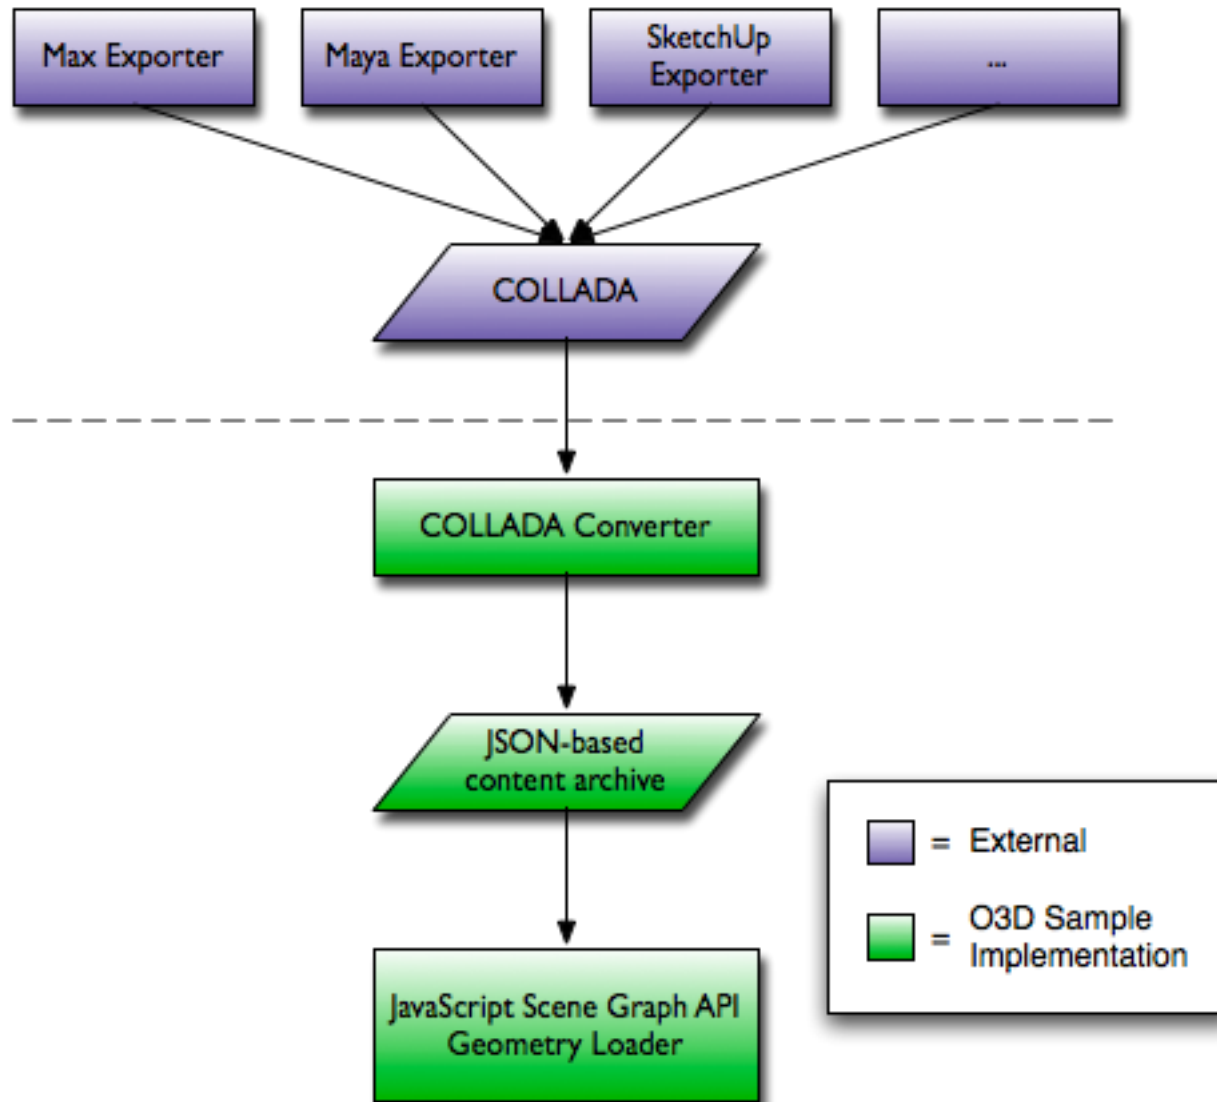 Max Exporter
Maya Exporter
SketchUp
Exporter
...
COLLADA
COLLADA Converter
JSON-based
content archive
JavaScript Scene Graph API
Geometry Loader
= External
= O3D Sample
Implementation